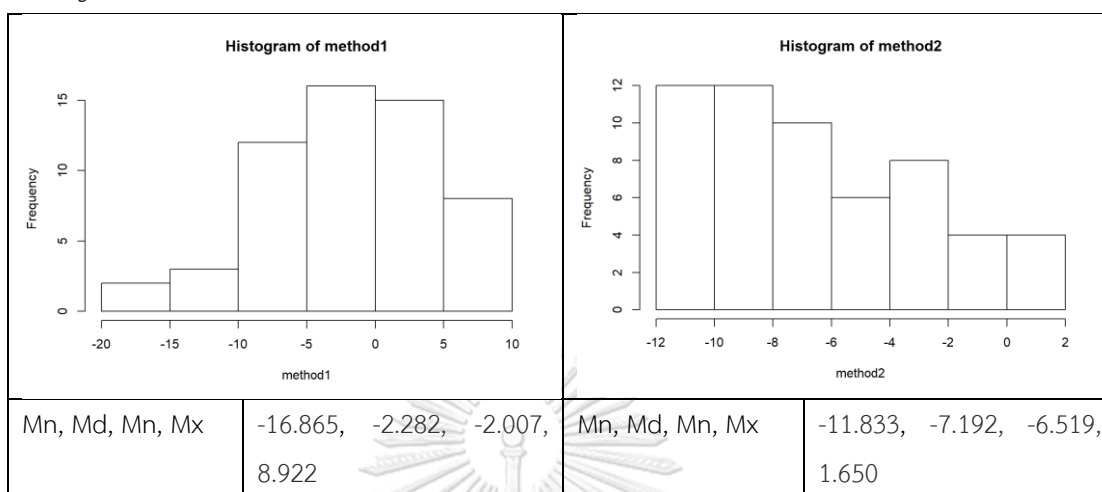 Histogram of method1
Frequency
15
10
5
0
-20 -15 -10 -5 0 5 10
method1
Histogram of method2
Frequency
12
10
8
6
4
2
0
-12 -10 -8 -6 -4 -2 0 2
method2
Mn, Md, Mn, Mx
-16.865, -2.282, -2.007,
8.922
Mn, Md, Mn, Mx
-11.833, -7.192, -6.519,
1.650